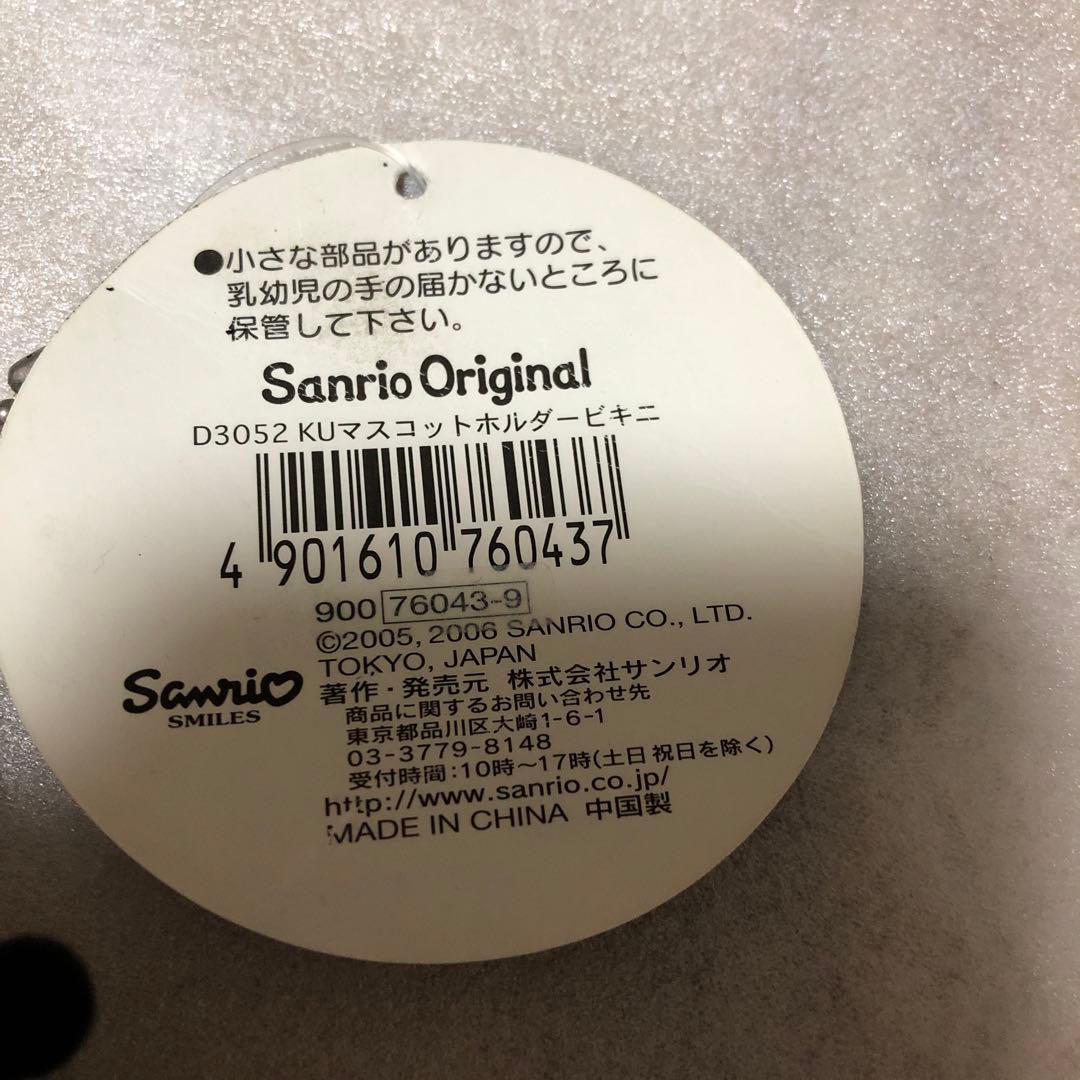 ●小さな部品がありますので、
乳幼児の手の届かないところに
保管して下さい。
Sanrio Original
D3052 KUマスコットホルダービキニ
4 901610 760437
900 76043-9
©2005, 2006 SANRIO CO., LTD.
TOKYO, JAPAN
Sanrio
SMILES
著作・発売元 株式会社サンリオ
商品に関するお問い合わせ先
東京都品川区大崎1-6-1
03-3779-8148
受付時間:10時～17時(土日祝日を除く)
http://www.sanrio.co.jp/
MADE IN CHINA 中国製